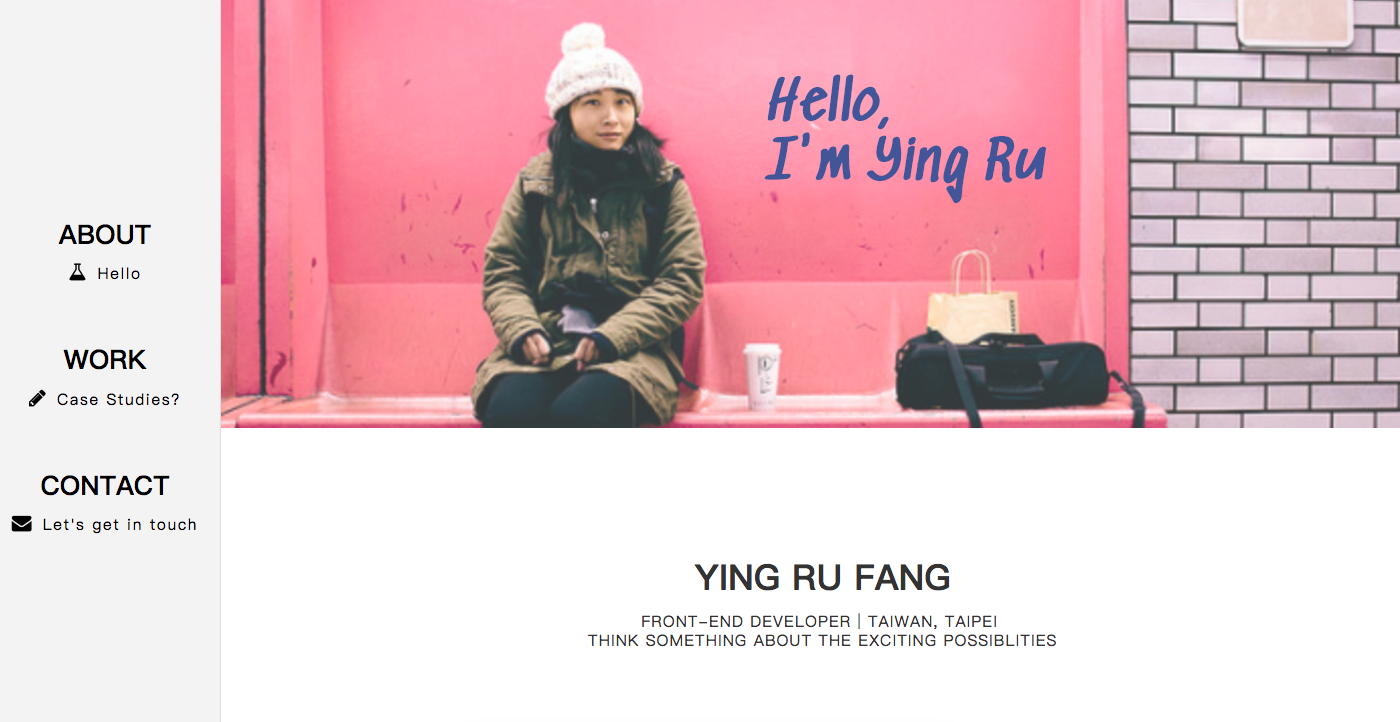 ABOUT
Hello
WORK
Case Studies?
CONTACT
Let's get in touch
Hello,
I'm Ying Ru
YING RU FANG
FRONT-END DEVELOPER | TAIWAN, TAIPEI
THINK SOMETHING ABOUT THE EXCITING POSSIBLITIES